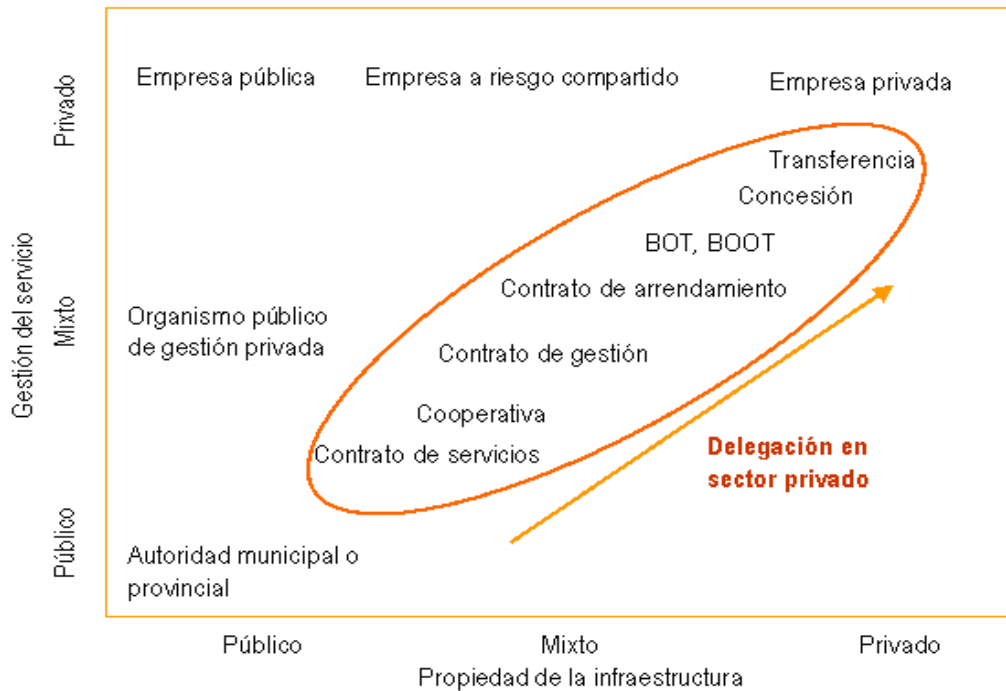 Gestión del servicio
Privado
Mixto
Público
Empresa pública
Empresa a riesgo compartido
Empresa privada
Transferencia
Concesión
BOT, BOOT
Contrato de arrendamiento
Organismo público
de gestión privada
Contrato de gestión
Cooperativa
Contrato de servicios
Delegación en
sector privado
Autoridad municipal o
provincial
Público
Mixto
Privado
Propiedad de la infraestructura